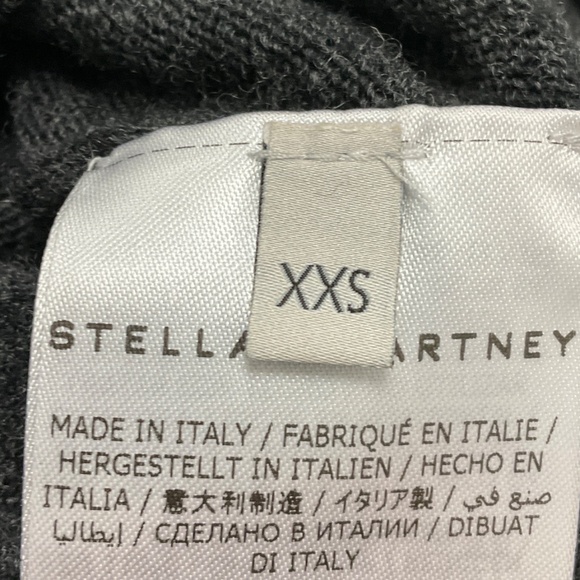 XXS
STELLA ARTNEY
MADE IN ITALY / FABRIQUÉ EN ITALIE /
HERGESTELLT IN ITALIEN / HECHO EN
ITALIA / 意大利制造 / イタリア製 / صنع في
إيطاليا / СДЕЛАНО В ИТАЛИИ / DIBUAT
DI ITALY